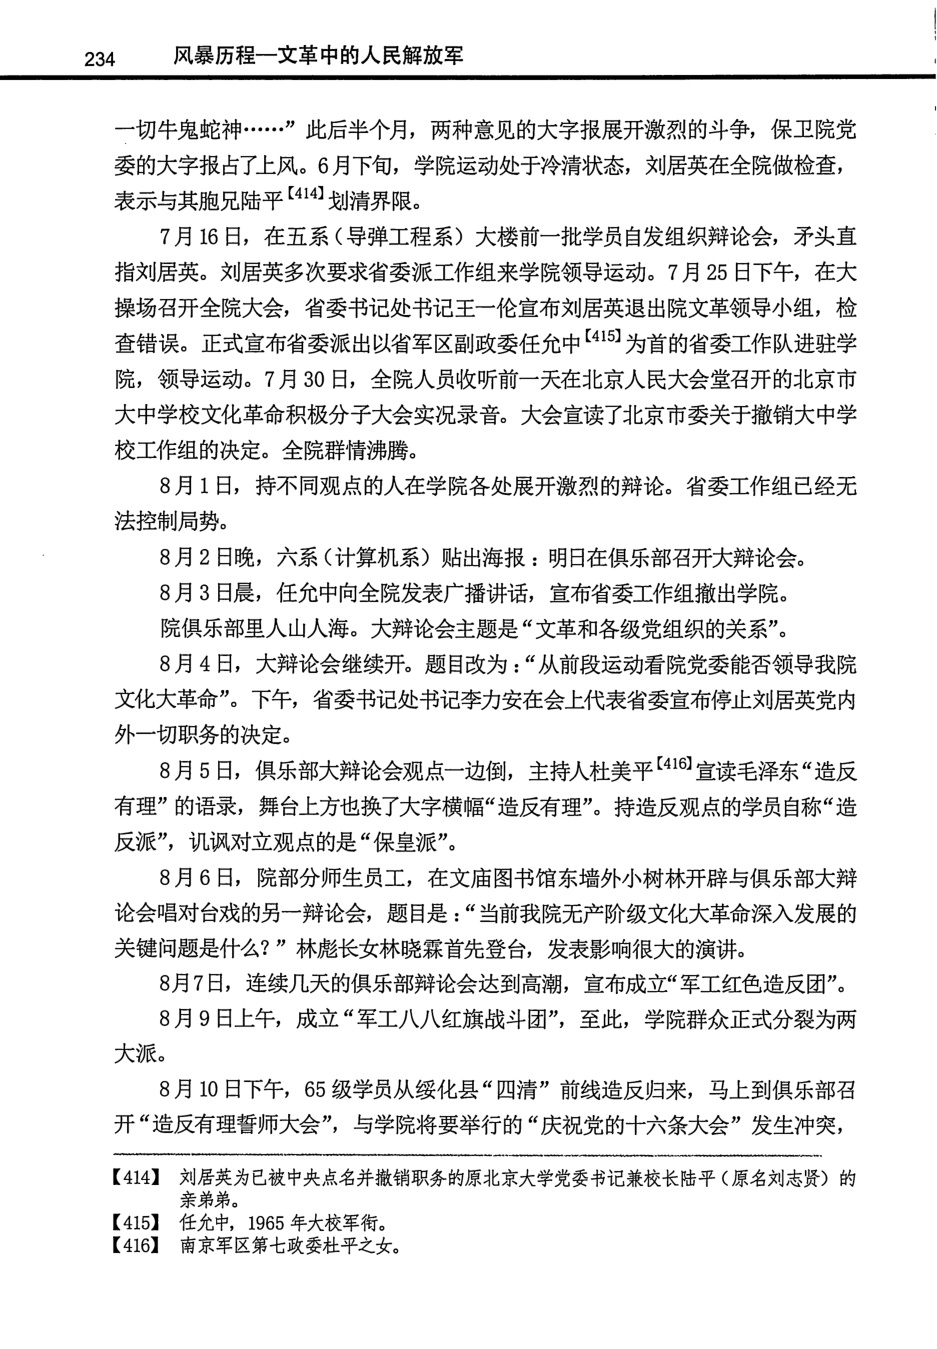 234 风暴历程—文革中的人民解放军
一切牛鬼蛇神……”此后半个月，两种意见的大字报展开激烈的斗争，保卫院党
委的大字报占了上风。6月下旬，学院运动处于冷清状态，刘居英在全院做检查，
表示与其胞兄陆平【414】划清界限。
7月16日，在五系（导弹工程系）大楼前一批学员自发组织辩论会，矛头直
指刘居英。刘居英多次要求省委派工作组来学院领导运动。7月25日下午，在大
操场召开全院大会，省委书记处书记王一伦宣布刘居英退出院文革领导小组，检
查错误。正式宣布省委派出以省军区副政委任允中【415】为首的省委工作队进驻学
院，领导运动。7月30日，全院人员收听前一天在北京人民大会堂召开的北京市
大中学校文化革命积极分子大会实况录音。大会宣读了北京市委关于撤销大中学
校工作组的决定。全院群情沸腾。
8月1日，持不同观点的人在学院各处展开激烈的辩论。省委工作组已经无
法控制局势。
8月2日晚，六系（计算机系）贴出海报：明日在俱乐部召开大辩论会。
8月3日晨，任允中向全院发表广播讲话，宣布省委工作组撤出学院。
院俱乐部里人山人海。大辩论会主题是“文革和各级党组织的关系”。
8月4日，大辩论会继续开。题目改为：“从前段运动看院党委能否领导我院
文化大革命”。下午，省委书记处书记李力安在会上代表省委宣布停止刘居英党内
外一切职务的决定。
8月5日，俱乐部大辩论会观点一边倒，主持人杜美平【416】宣读毛泽东“造反
有理”的语录，舞台上方也换了大字横幅“造反有理”。持造反观点的学员自称“造
反派”，讥讽对立观点的是“保皇派”。
8月6日，院部分师生员工，在文庙图书馆东墙外小树林开辟与俱乐部大辩
论会唱对台戏的另一辩论会，题目是：“当前我院无产阶级文化大革命深入发展的
关键问题是什么？”林彪长女林晓霖首先登台，发表影响很大的演讲。
8月7日，连续几天的俱乐部辩论会达到高潮，宣布成立“军工红色造反团”。
8月9日上午，成立“军工八八红旗战斗团”，至此，学院群众正式分裂为两
大派。
8月10日下午，65级学员从绥化县“四清”前线造反归来，马上到俱乐部召
开“造反有理誓师大会”，与学院将要举行的“庆祝党的十六条大会”发生冲突，
【414】 刘居英为已被中央点名并撤销职务的原北京大学党委书记兼校长陆平（原名刘志贤）的
亲弟弟。
【415】 任允中，1965年大校军衔。
【416】 南京军区第七政委杜平之女。